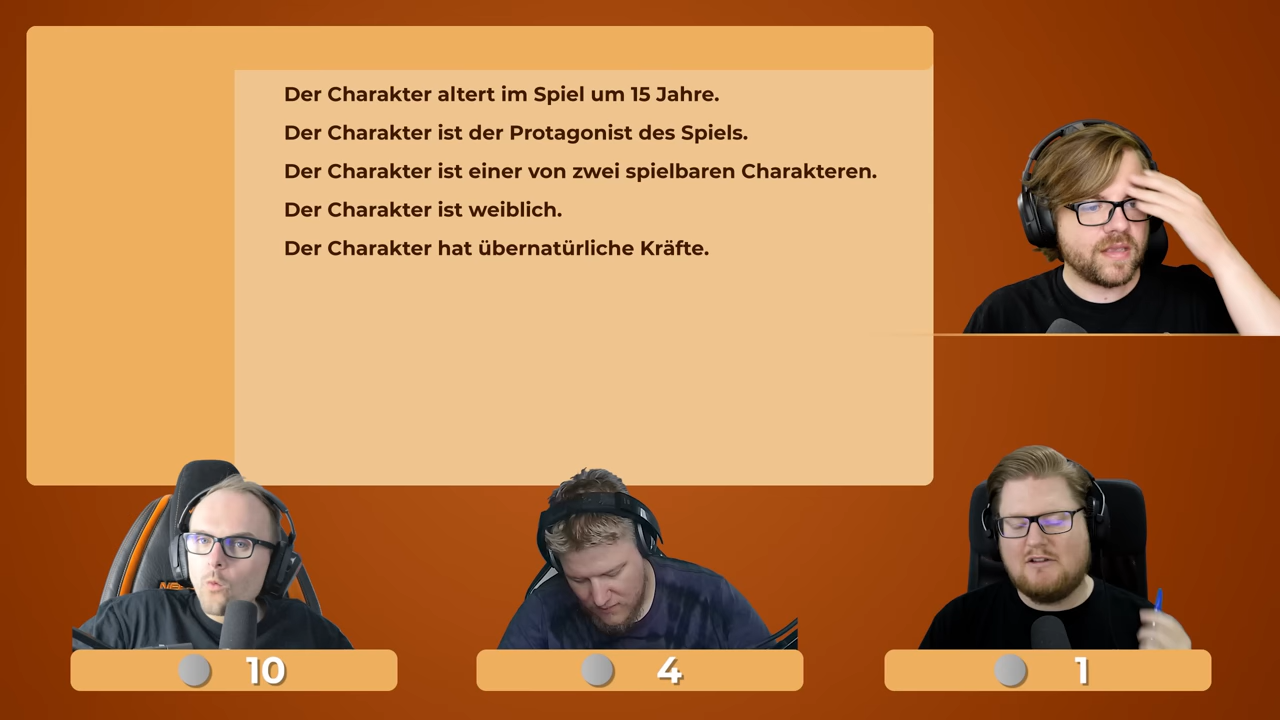 Der Charakter altert im Spiel um 15 Jahre.
Der Charakter ist der Protagonist des Spiels.
Der Charakter ist einer von zwei spielbaren Charakteren.
Der Charakter ist weiblich.
Der Charakter hat übernatürliche Kräfte.
10
4
1